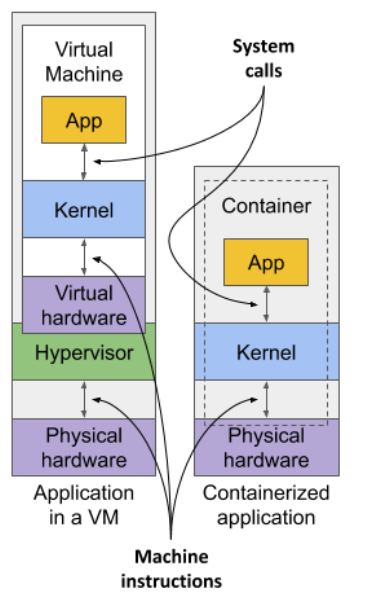 Virtual
Machine
App
Kernel
Virtual
hardware
Hypervisor
Physical
hardware
Application
in a VM
System
calls
Container
App
Kernel
Physical
hardware
Containerized
application
Machine
instructions